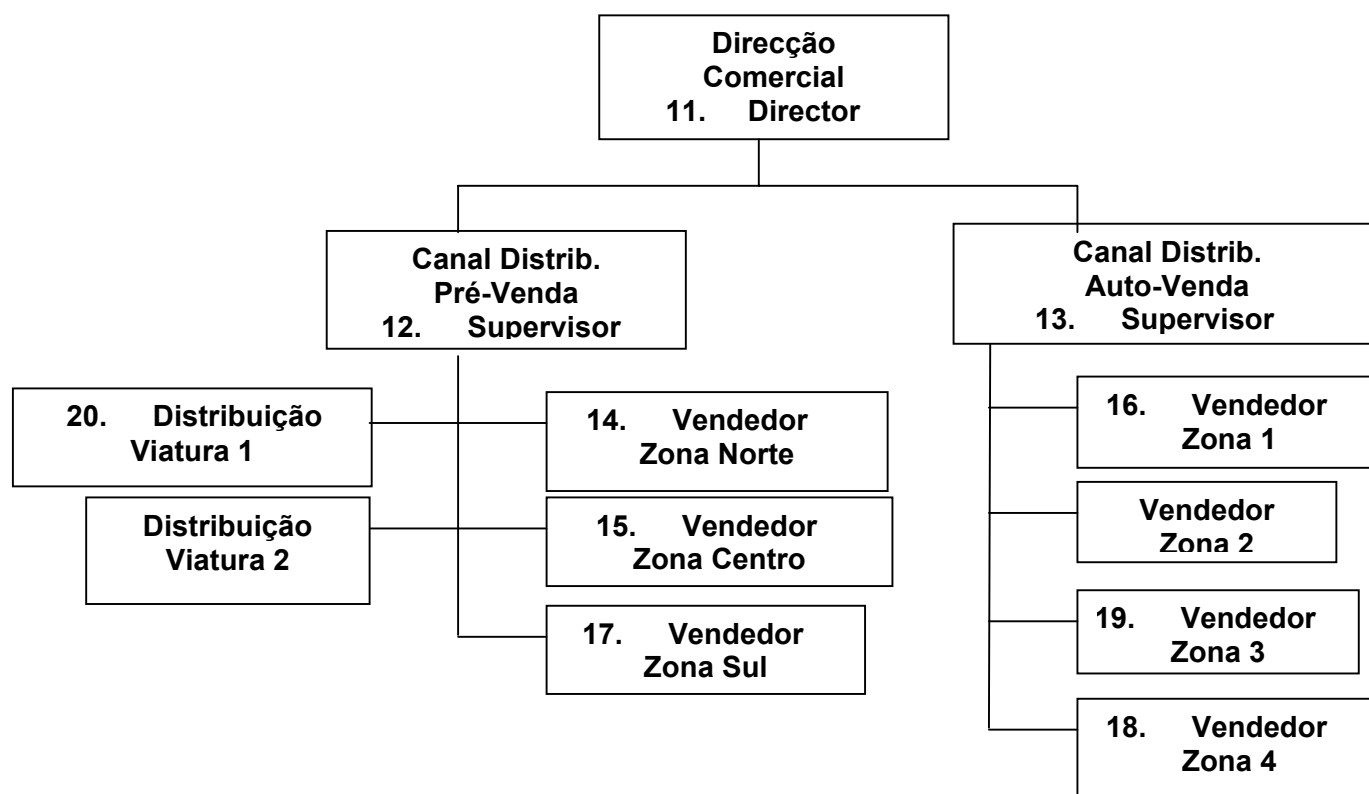 Direcção
Comercial
11. Director
Canal Distrib.
Pré-Venda
12. Supervisor
Canal Distrib.
Auto-Venda
13. Supervisor
20. Distribuição
Viatura 1
14. Vendedor
Zona Norte
16. Vendedor
Zona 1
Distribuição
Viatura 2
15. Vendedor
Zona Centro
Vendedor
Zona 2
17. Vendedor
Zona Sul
19. Vendedor
Zona 3
18. Vendedor
Zona 4